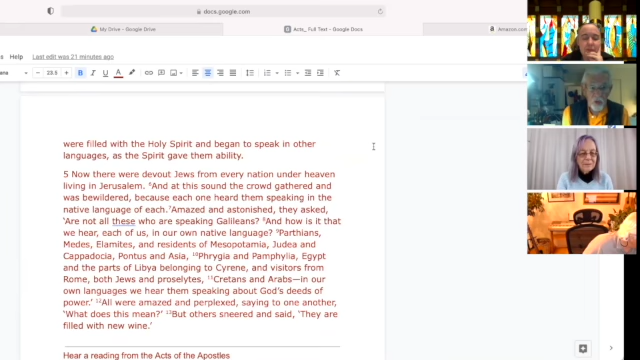 docs.google.com
My Drive – Google Drive
Acts_ Full Text - Google Docs
Amazon.com
Help
Last edit was 21 minutes ago
23.5
B
I
U
A
were filled with the Holy Spirit and began to speak in other
languages, as the Spirit gave them ability.
5 Now there were devout Jews from every nation under heaven
living in Jerusalem. 6And at this sound the crowd gathered and
was bewildered, because each one heard them speaking in the
native language of each.7Amazed and astonished, they asked,
‘Are not all these who are speaking Galileans? 8And how is it that
we hear, each of us, in our own native language? 9Parthians,
Medes, Elamites, and residents of Mesopotamia, Judea and
Cappadocia, Pontus and Asia, 10Phrygia and Pamphylia, Egypt
and the parts of Libya belonging to Cyrene, and visitors from
Rome, both Jews and proselytes, 11Cretans and Arabs—in our
own languages we hear them speaking about God’s deeds of
power.’ 12All were amazed and perplexed, saying to one another,
‘What does this mean?’ 13But others sneered and said, ‘They are
filled with new wine.’
Hear a reading from the Acts of the Apostles